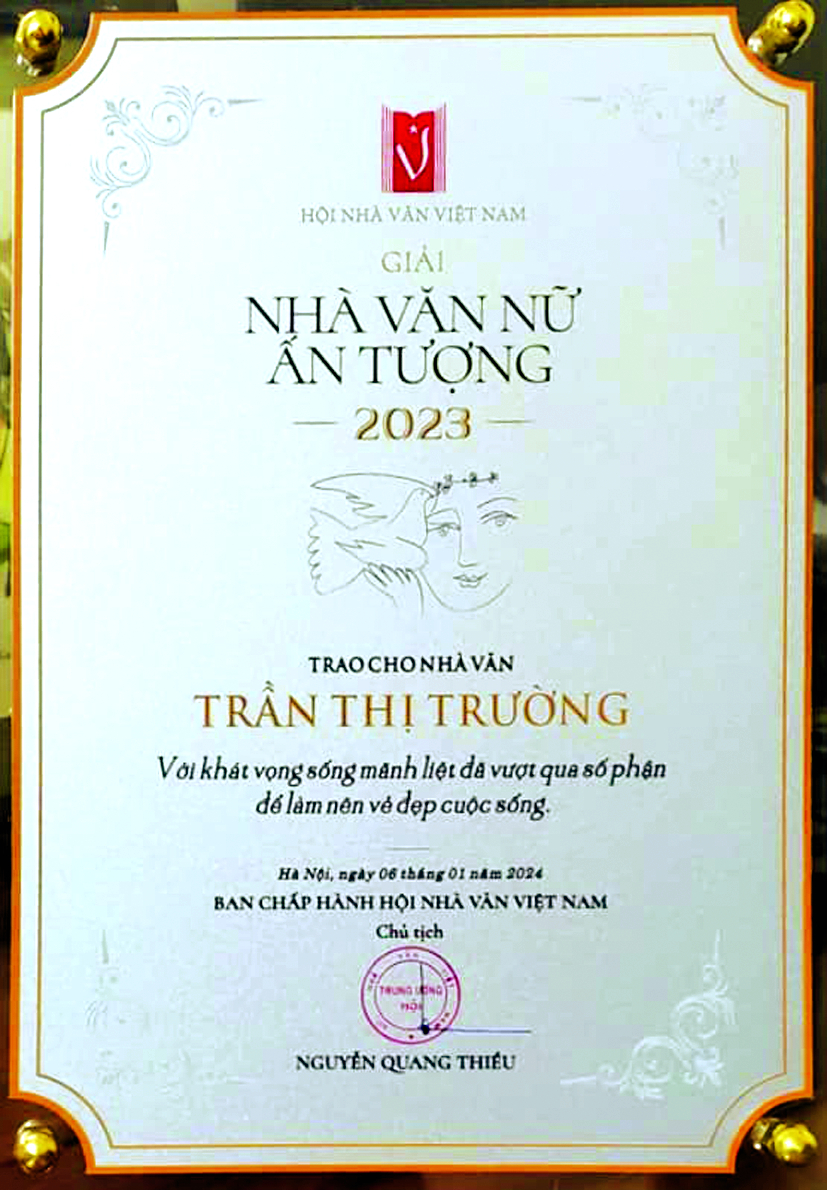 HỘI NHÀ VĂN VIỆT NAM
GIẢI
NHÀ VĂN NỮ
ẤN TƯỢNG
2023
TRAO CHO NHÀ VĂN
TRẦN THỊ TRƯỜNG
Với khát vọng sống mãnh liệt đã vượt qua số phận
để làm nên vẻ đẹp cuộc sống.
Hà Nội, ngày 06 tháng 01 năm 2024
BAN CHẤP HÀNH HỘI NHÀ VĂN VIỆT NAM
Chủ tịch
TRUNG ƯƠNG
HỘI
NGUYỄN QUANG THIỀU